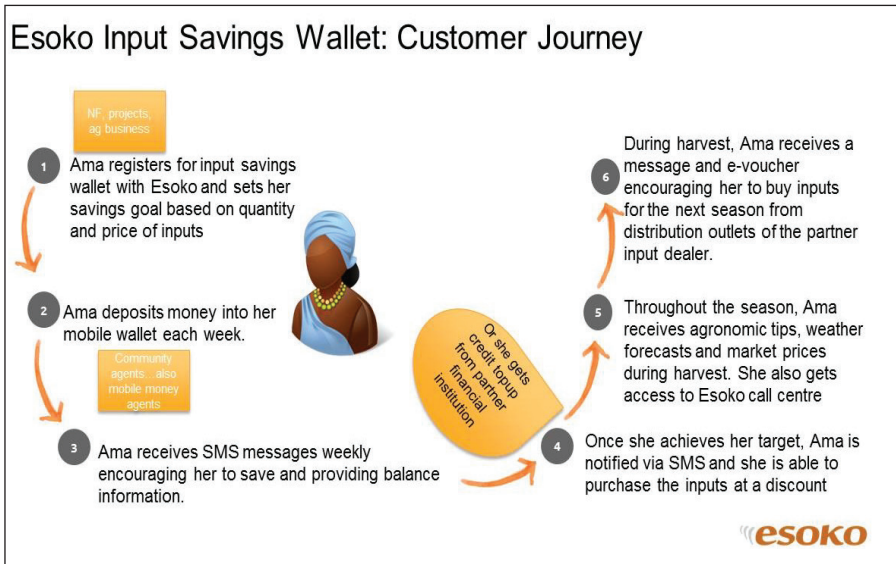 Esoko Input Savings Wallet: Customer Journey
NF, projects,
ag business
1
Ama registers for input savings
wallet with Esoko and sets her
savings goal based on quantity
and price of inputs
2
Ama deposits money into her
mobile wallet each week.
Community
agents...also
mobile money
agents
3
Ama receives SMS messages weekly
encouraging her to save and providing balance
information.
Or she gets
credit topup
from partner
financial
institution
4
Once she achieves her target, Ama is
notified via SMS and she is able to
purchase the inputs at a discount
5
Throughout the season, Ama
receives agronomic tips, weather
forecasts and market prices
during harvest. She also gets
access to Esoko call centre
6
During harvest, Ama receives a
message and e-voucher
encouraging her to buy inputs
for the next season from
distribution outlets of the partner
input dealer.
esoko